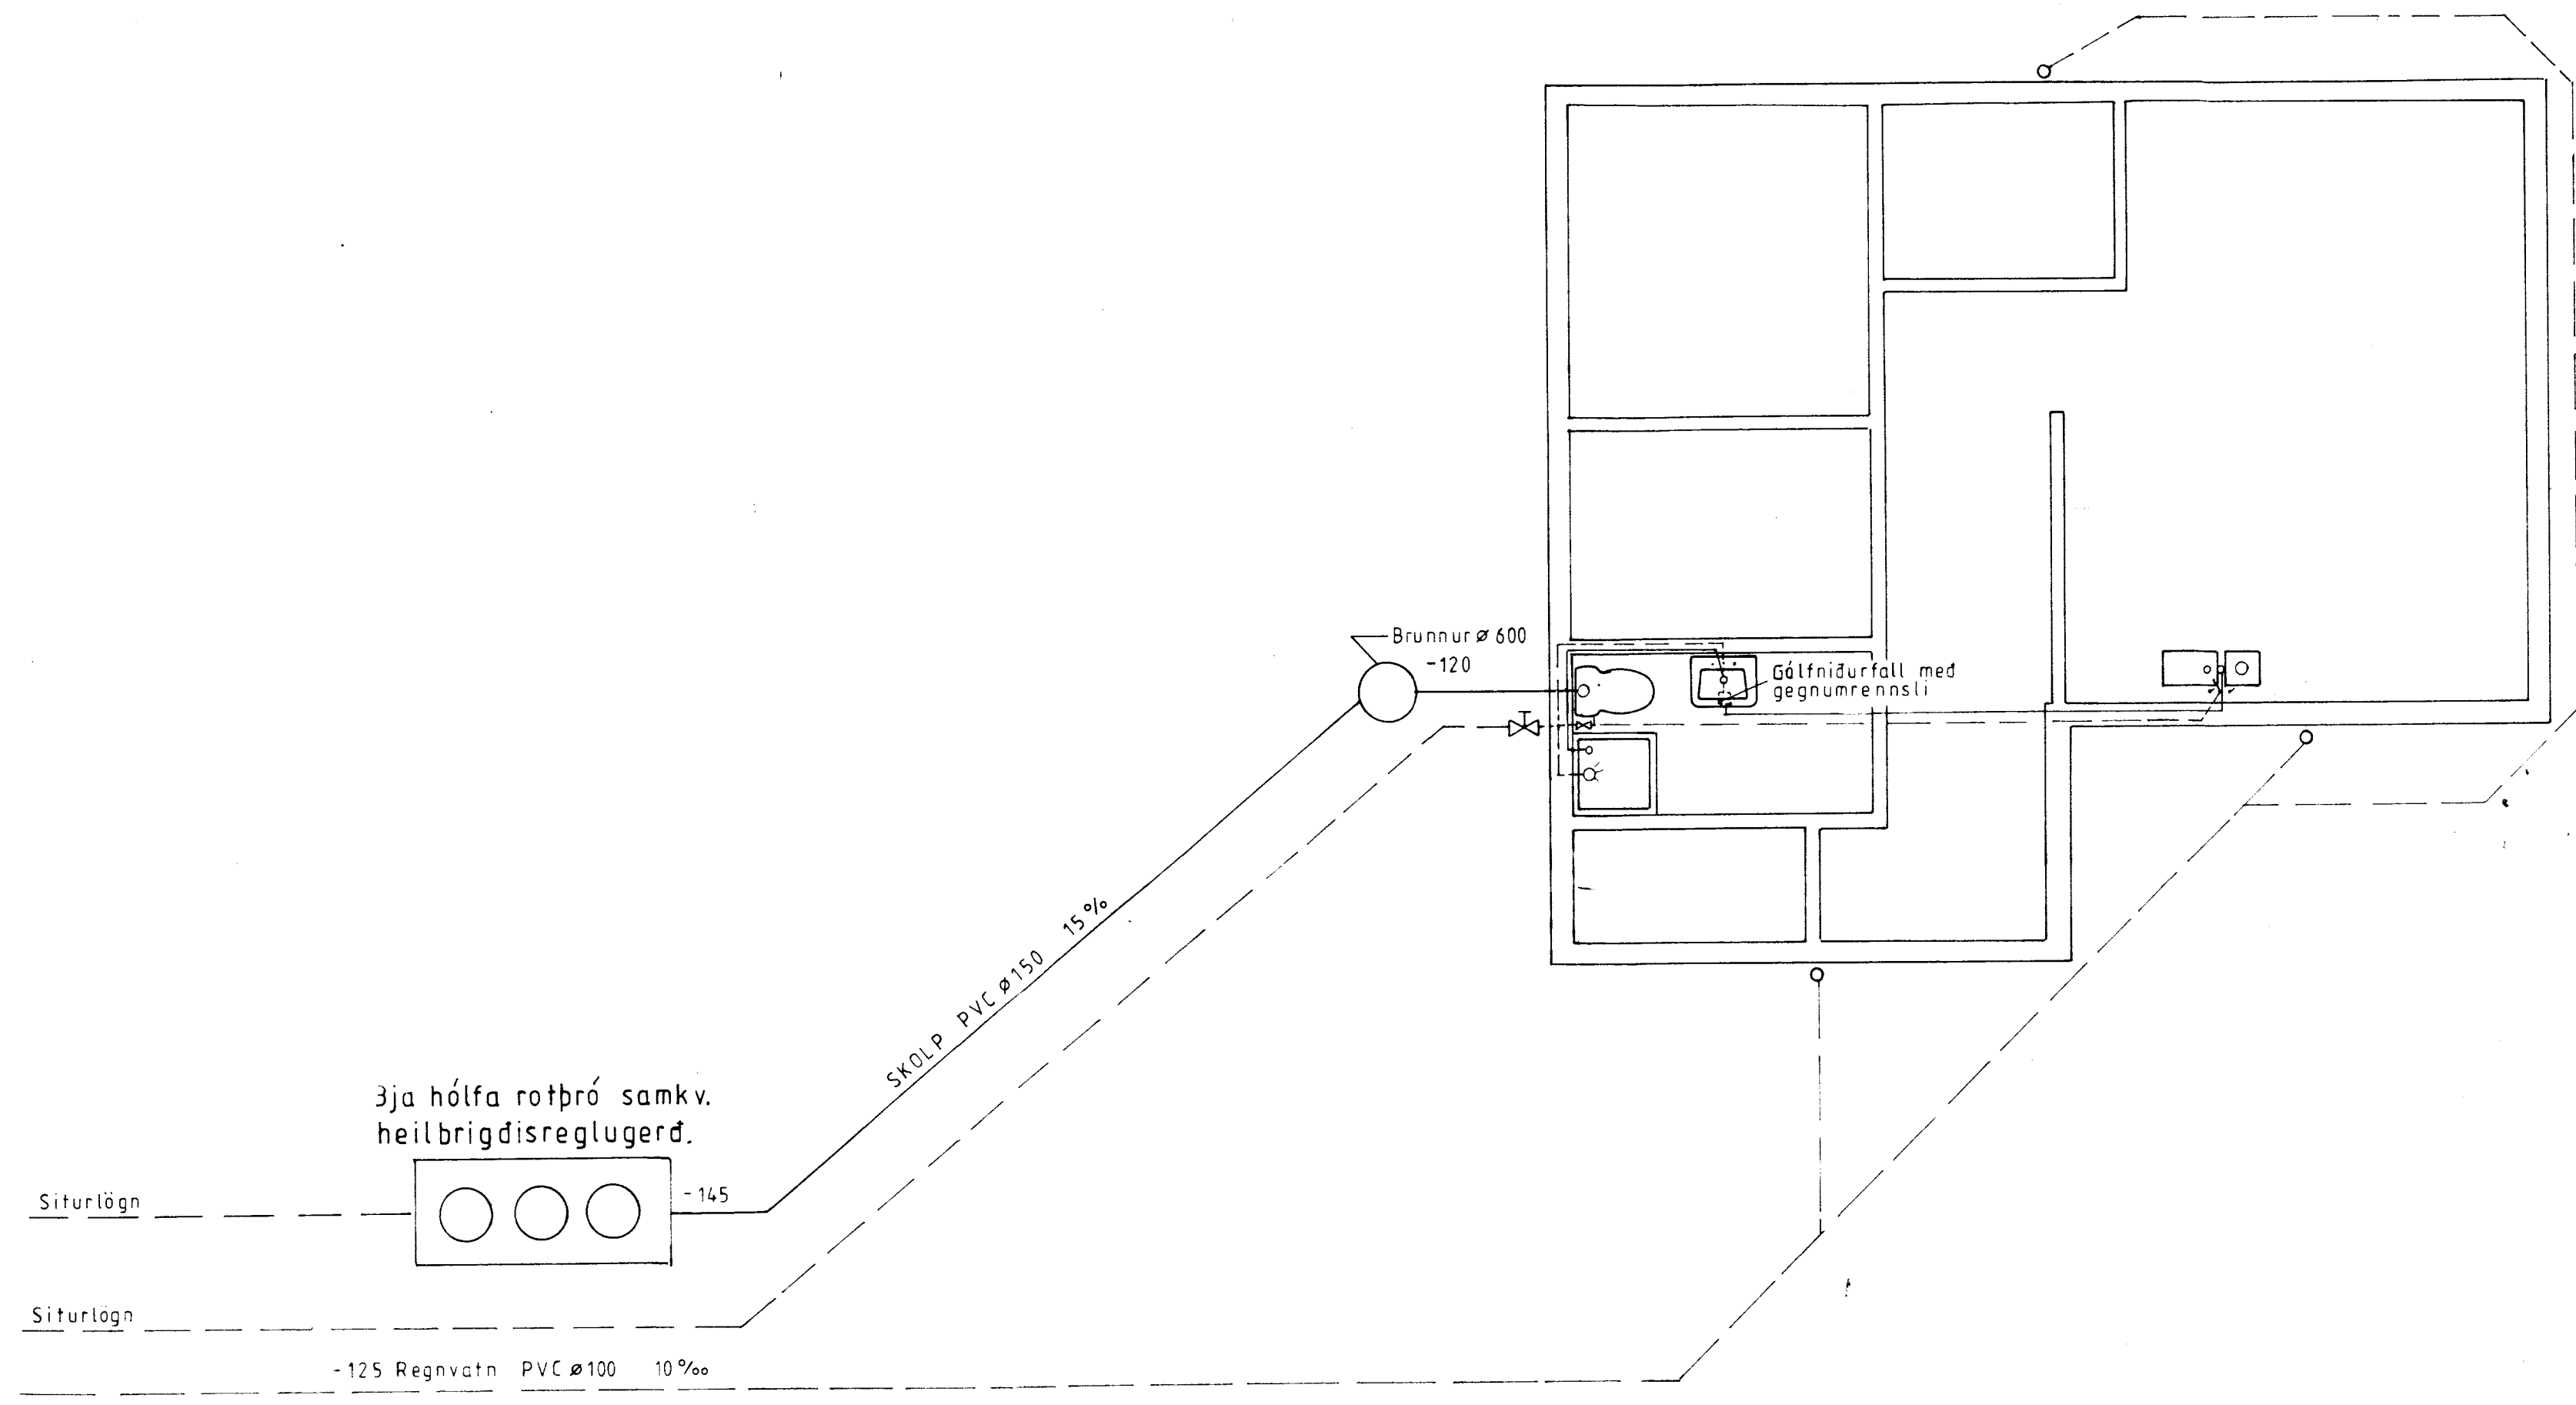 Brunnur ø 600
-120
Gólfniðurfall með
gegnumrennsli
SKOLP PVC ø150 15%
3ja hólfa rotþró samkv.
heilbrigðisreglugerð.
-145
Siturlögn
Siturlögn
-125 Regnvatn PVC ø100 10‰